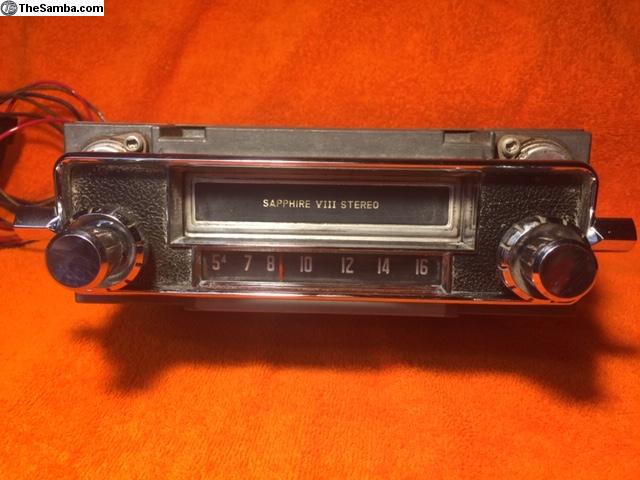 TheSamba.com
SAPPHIRE VIII STEREO
5⁴ 7 8 10 12 14 16